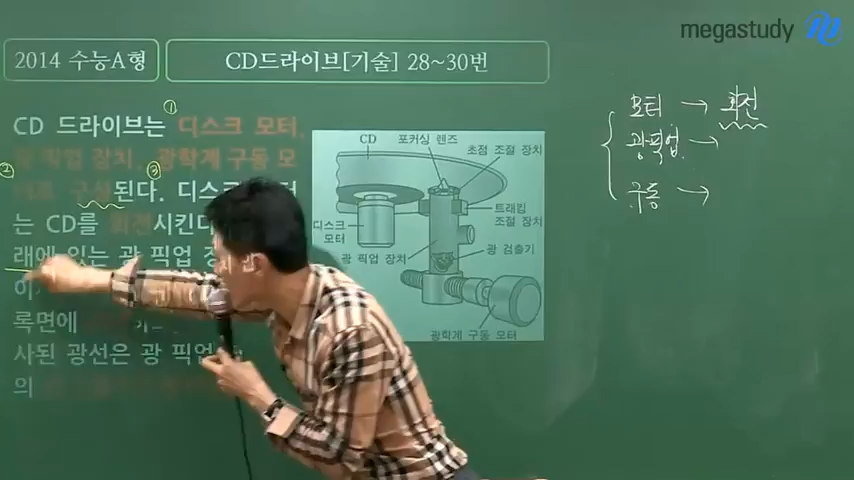 megastudy
2014 수능A형
CD드라이브[기술] 28~30번
①
CD 드라이브는 디스크 모터,
광 픽업 장치, 광학계 구동 모
② ③
터로 구성된다. 디스크 모터
는 CD를 회전시킨다
래에 있는 광 픽업 장
록면에
사된 광선은 광 픽업
의
CD
포커싱 렌즈
초점 조절 장치
디스크
모터
트래킹
조절 장치
광 픽업 장치
광 검출기
광학계 구동 모터
모터 → 회전
광픽업 →
구동 →